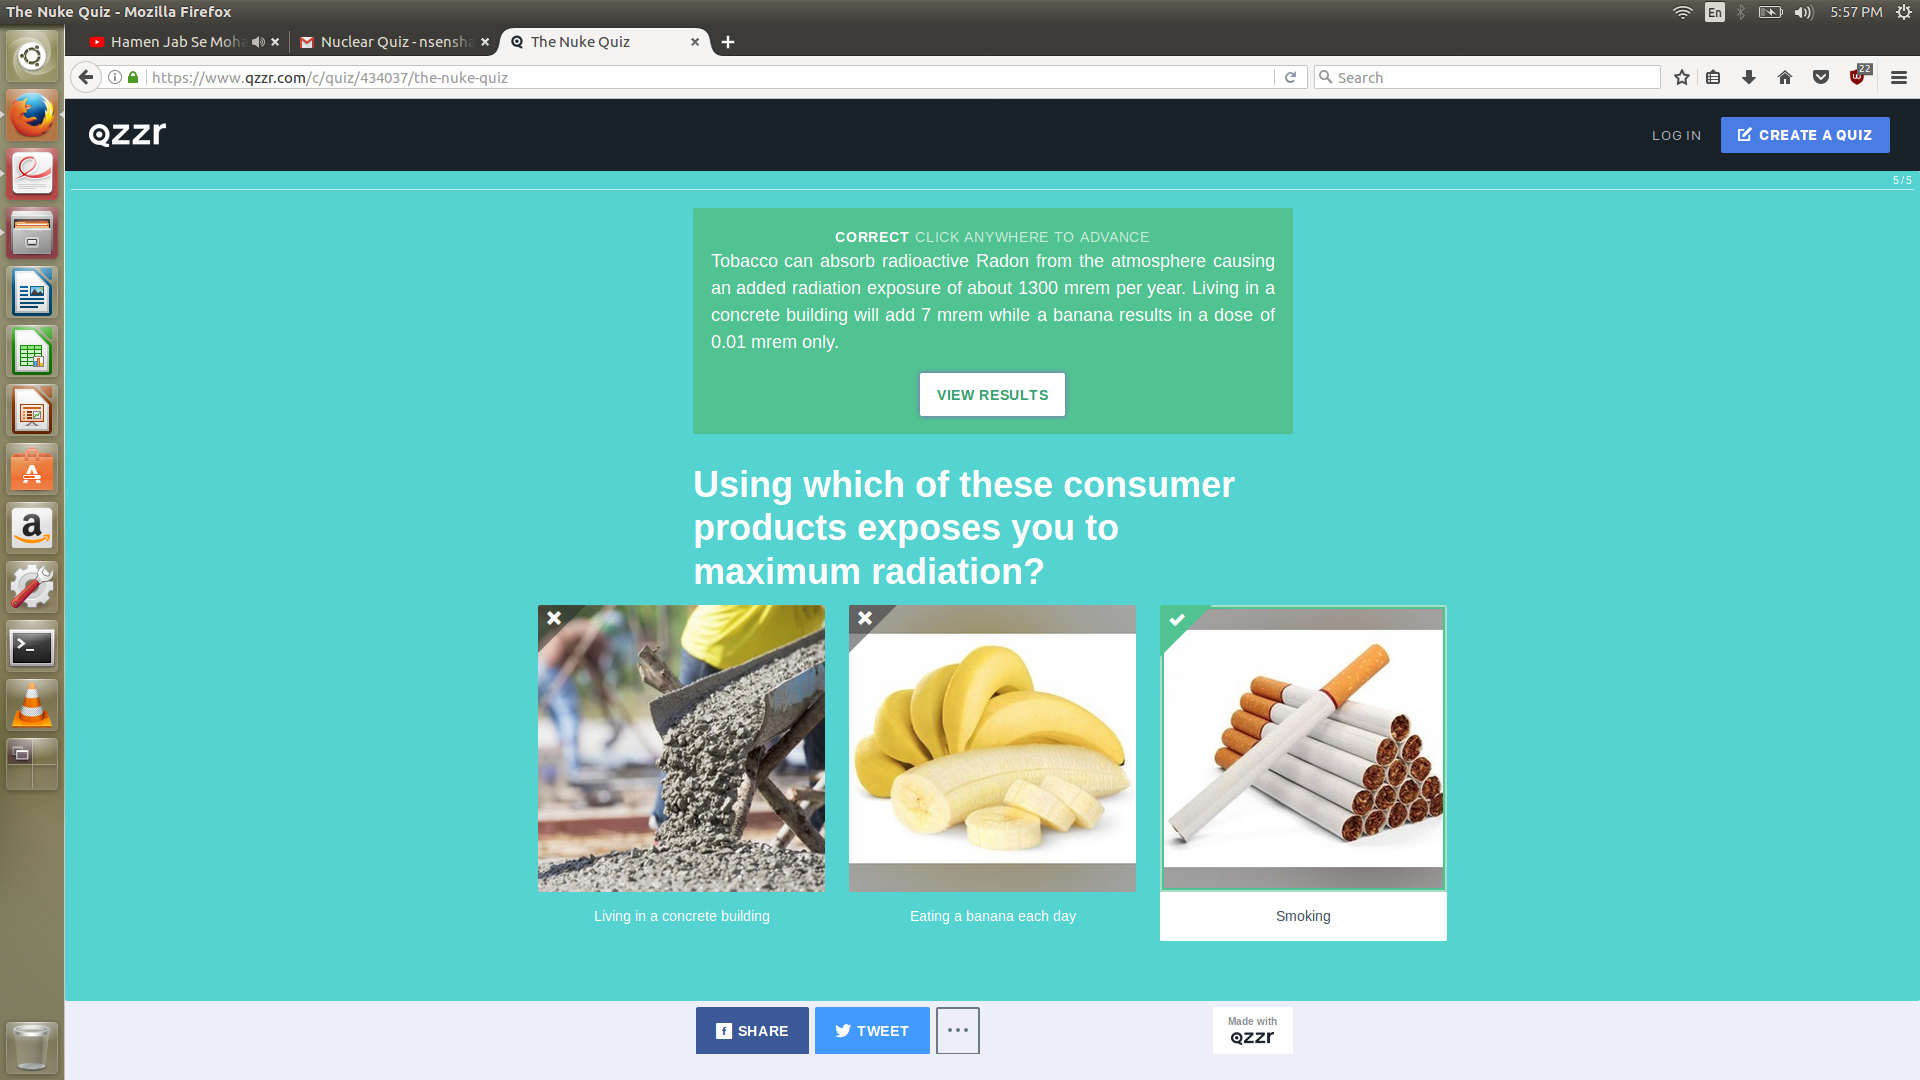 The Nuke Quiz - Mozilla Firefox
En
5:57 PM
Hamen Jab Se Moha
Nuclear Quiz - nsensha
The Nuke Quiz
https://www.qzzr.com/c/quiz/434037/the-nuke-quiz
Search
22
qzzr
LOG IN
CREATE A QUIZ
5 / 5
CORRECT CLICK ANYWHERE TO ADVANCE
Tobacco can absorb radioactive Radon from the atmosphere causing
an added radiation exposure of about 1300 mrem per year. Living in a
concrete building will add 7 mrem while a banana results in a dose of
0.01 mrem only.
VIEW RESULTS
Using which of these consumer
products exposes you to
maximum radiation?
Living in a concrete building
Eating a banana each day
Smoking
SHARE
TWEET
Made with
qzzr